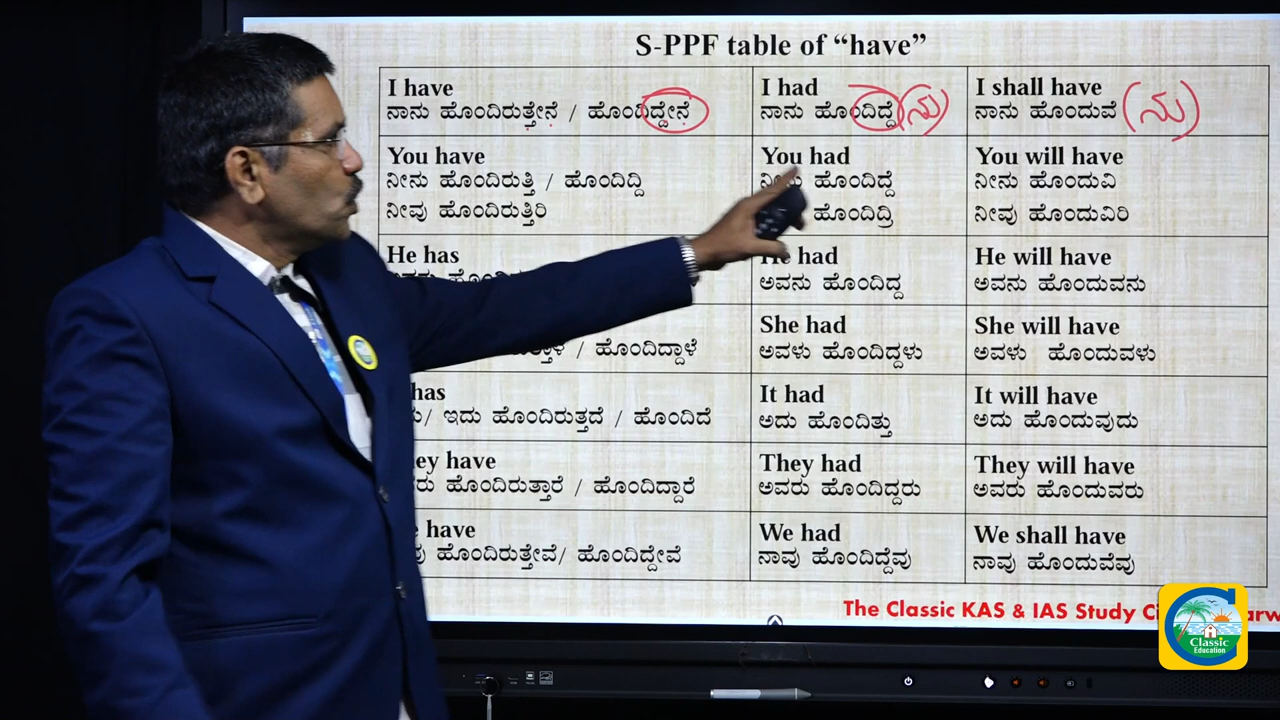 S-PPF table of “have”
I have
ನಾನು ಹೊಂದಿರುತ್ತೇನೆ / ಹೊಂದಿದ್ದೇನೆ
I had
ನಾನು ಹೊಂದಿದ್ದೆ (ನು)
I shall have
ನಾನು ಹೊಂದುವೆ (ನು)
You have
ನೀನು ಹೊಂದಿರುತ್ತಿ / ಹೊಂದಿದ್ದಿ
ನೀವು ಹೊಂದಿರುತ್ತಿರಿ
You had
ನೀನು ಹೊಂದಿದ್ದೆ
ಹೊಂದಿದ್ರಿ
You will have
ನೀನು ಹೊಂದುವಿ
ನೀವು ಹೊಂದುವಿರಿ
He has
He had
ಅವನು ಹೊಂದಿದ್ದ
He will have
ಅವನು ಹೊಂದುವನು
/ ಹೊಂದಿದ್ದಾಳೆ
She had
ಅವಳು ಹೊಂದಿದ್ದಳು
She will have
ಅವಳು ಹೊಂದುವಳು
has
/ ಇದು ಹೊಂದಿರುತ್ತದೆ / ಹೊಂದಿದೆ
It had
ಅದು ಹೊಂದಿತ್ತು
It will have
ಅದು ಹೊಂದುವುದು
have
ಹೊಂದಿರುತ್ತಾರೆ / ಹೊಂದಿದ್ದಾರೆ
They had
ಅವರು ಹೊಂದಿದ್ದರು
They will have
ಅವರು ಹೊಂದುವರು
have
ಹೊಂದಿರುತ್ತೇವೆ/ ಹೊಂದಿದ್ದೇವೆ
We had
ನಾವು ಹೊಂದಿದ್ದೆವು
We shall have
ನಾವು ಹೊಂದುವೆವು
The Classic KAS & IAS Study
Classic
Education